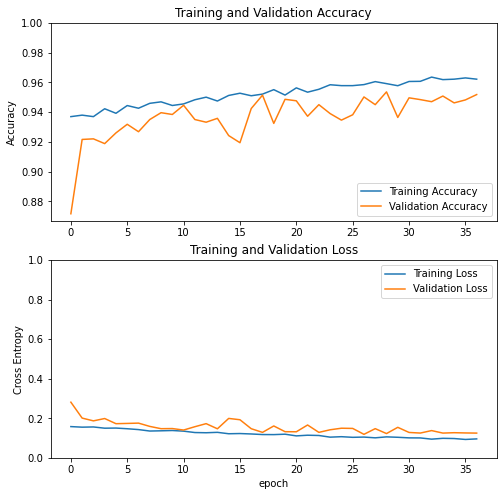 Training and Validation Accuracy
1.00
0.98
0.96
0.94
0.92
0.90
0.88
Accuracy
Training Accuracy
Validation Accuracy
0 5 10 15 20 25 30 35
Training and Validation Loss
1.0
0.8
0.6
0.4
0.2
0.0
Cross Entropy
Training Loss
Validation Loss
0 5 10 15 20 25 30 35
epoch